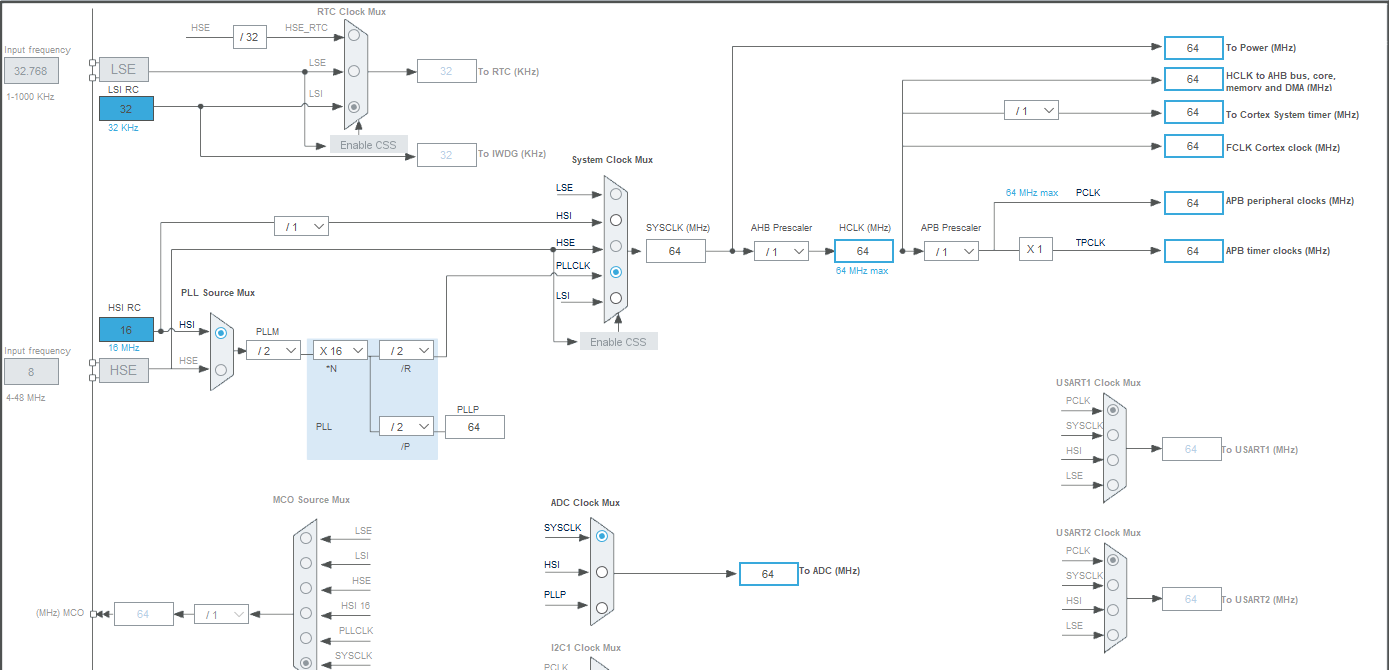 RTC Clock Mux
HSE
/ 32
HSE_RTC
Input frequency
32.768
1-1000 KHz
LSE
LSE
32
To RTC (KHz)
LSI RC
32
32 KHz
LSI
Enable CSS
32
To IWDG (KHz)
System Clock Mux
LSE
HSI
/ 1
HSE
PLLCLK
LSI
Enable CSS
SYSCLK (MHz)
64
AHB Prescaler
/ 1
HCLK (MHz)
64
64 MHz max
APB Prescaler
/ 1
64
To Power (MHz)
64
HCLK to AHB bus, core,
memory and DMA (MHz)
/ 1
64
To Cortex System timer (MHz)
64
FCLK Cortex clock (MHz)
64 MHz max
PCLK
64
APB peripheral clocks (MHz)
X 1
TPCLK
64
APB timer clocks (MHz)
PLL Source Mux
HSI RC
16
16 MHz
HSI
Input frequency
8
4-48 MHz
HSE
HSE
PLLM
/ 2
X 16
*N
/ 2
/R
PLL
/ 2
/P
PLLP
64
USART1 Clock Mux
PCLK
SYSCLK
HSI
LSE
64
To USART1 (MHz)
MCO Source Mux
LSE
LSI
HSE
HSI 16
PLLCLK
SYSCLK
(MHz) MCO
64
/ 1
ADC Clock Mux
SYSCLK
HSI
PLLP
64
To ADC (MHz)
USART2 Clock Mux
PCLK
SYSCLK
HSI
LSE
64
To USART2 (MHz)
I2C1 Clock Mux
PCLK